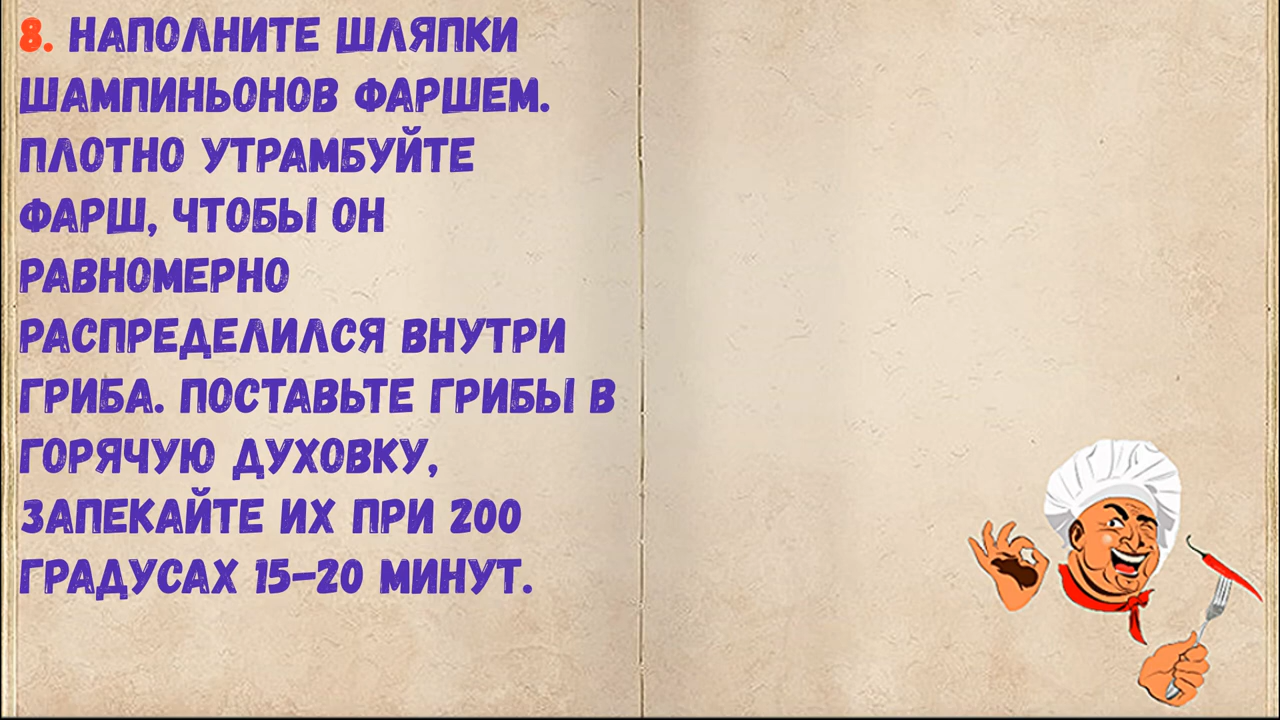 8. НАПОЛНИТЕ ШЛЯПКИ
ШАМПИНЬОНОВ ФАРШЕМ.
ПЛОТНО УТРАМБУЙТЕ
ФАРШ, ЧТОБЫ ОН
РАВНОМЕРНО
РАСПРЕДЕЛИЛСЯ ВНУТРИ
ГРИБА. ПОСТАВЬТЕ ГРИБЫ В
ГОРЯЧУЮ ДУХОВКУ,
ЗАПЕКАЙТЕ ИХ ПРИ 200
ГРАДУСАХ 15-20 МИНУТ.